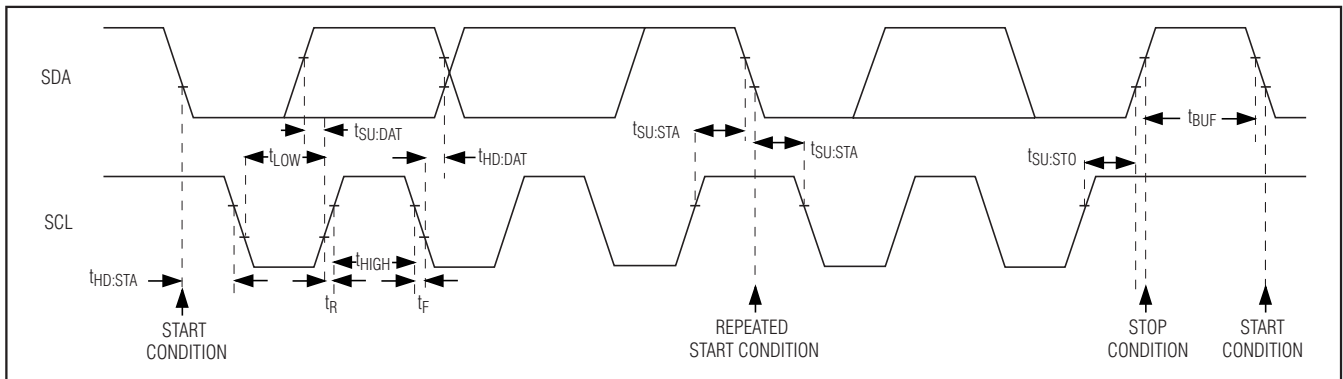 SDA
tSU:DAT
tLOW
tHD:DAT
tSU:STA
tSU:STA
tBUF
tSU:STO
SCL
tHD:STA
tR
tHIGH
tF
START
CONDITION
REPEATED
START CONDITION
STOP
CONDITION
START
CONDITION